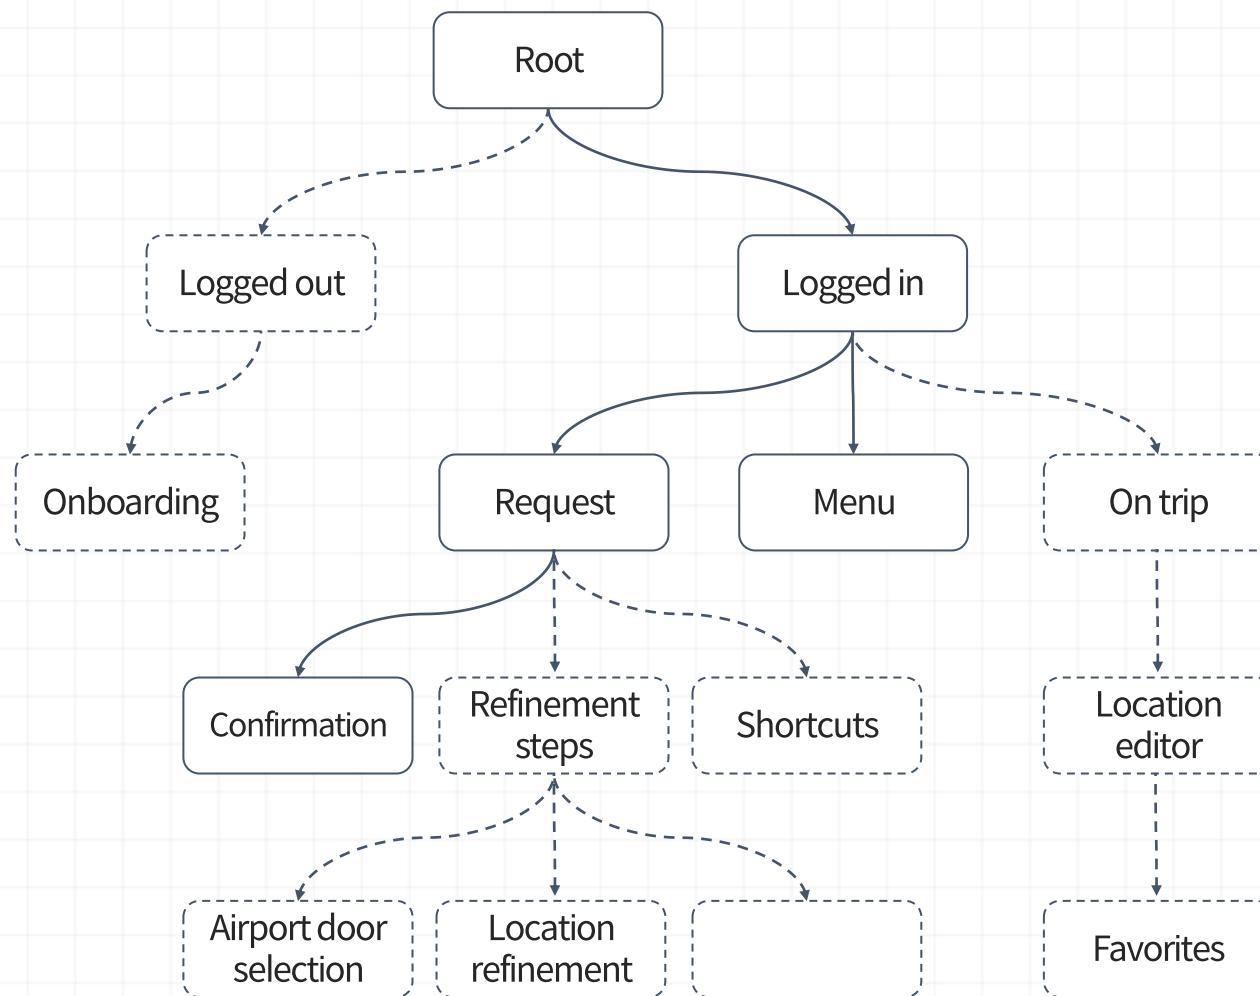 Root
Logged out
Logged in
Onboarding
Request
Menu
On trip
Confirmation
Refinement
steps
Shortcuts
Location
editor
Airport door
selection
Location
refinement
Favorites